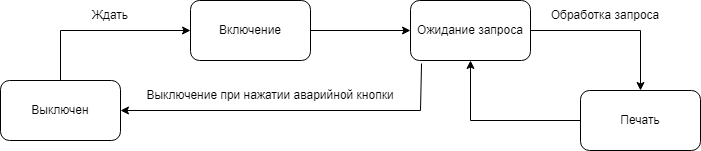 Ждать
Обработка запроса
Включение
Ожидание запроса
Выключение при нажатии аварийной кнопки
Выключен
Печать